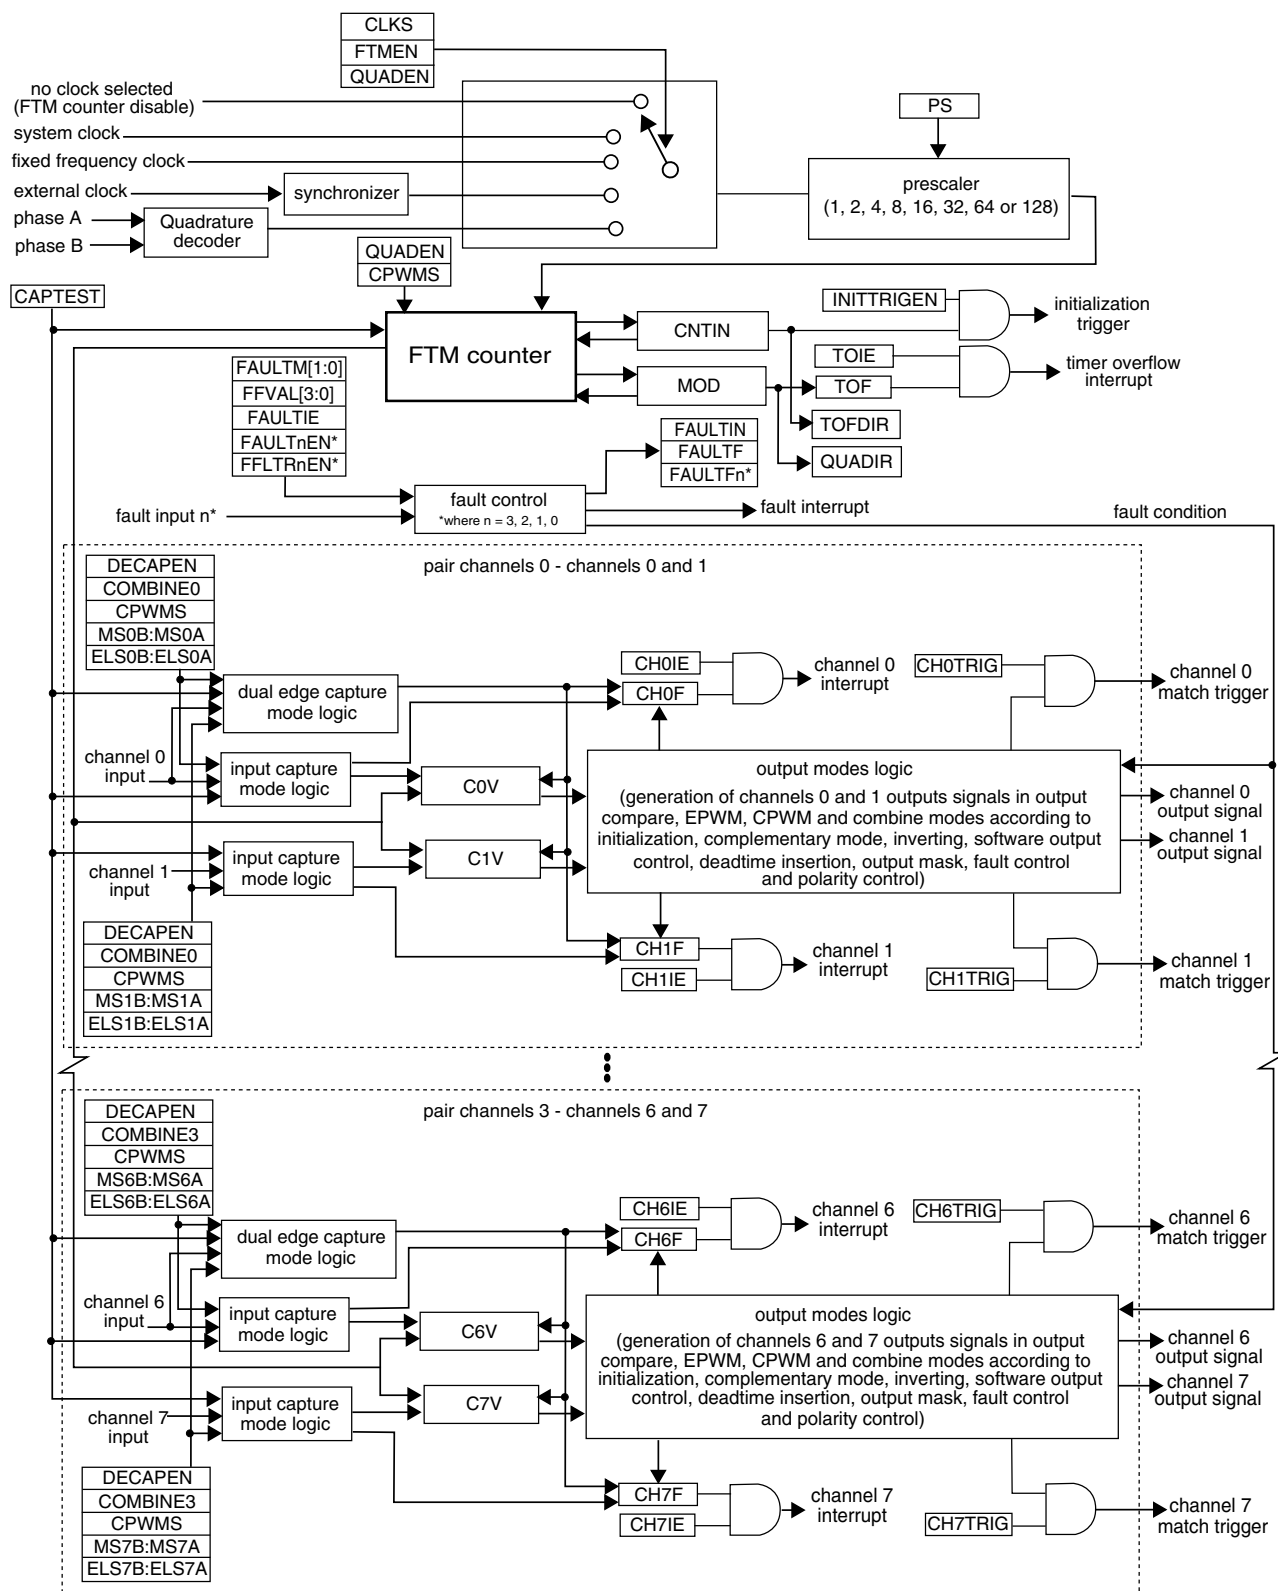 CLKS
FTMEN
QUADEN
no clock selected
(FTM counter disable)
system clock
fixed frequency clock
external clock
synchronizer
phase A
phase B
Quadrature
decoder
PS
prescaler
(1, 2, 4, 8, 16, 32, 64 or 128)
QUADEN
CPWMS
CAPTEST
FTM counter
CNTIN
MOD
INITTRIGEN
initialization
trigger
TOIE
TOF
timer overflow
interrupt
TOFDIR
QUADIR
FAULTM[1:0]
FFVAL[3:0]
FAULTIE
FAULTnEN*
FFLTRnEN*
FAULTIN
FAULTF
FAULTFn*
fault input n*
fault control
*where n = 3, 2, 1, 0
fault interrupt
fault condition
pair channels 0 - channels 0 and 1
DECAPEN
COMBINE0
CPWMS
MS0B:MS0A
ELS0B:ELS0A
dual edge capture
mode logic
channel 0
input
input capture
mode logic
channel 1
input
input capture
mode logic
C0V
C1V
CH0IE
CH0F
channel 0
interrupt
CH0TRIG
channel 0
match trigger
output modes logic
(generation of channels 0 and 1 outputs signals in output
compare, EPWM, CPWM and combine modes according to
initialization, complementary mode, inverting, software output
control, deadtime insertion, output mask, fault control
and polarity control)
channel 0
output signal
channel 1
output signal
DECAPEN
COMBINE0
CPWMS
MS1B:MS1A
ELS1B:ELS1A
CH1F
CH1IE
channel 1
interrupt
CH1TRIG
channel 1
match trigger
pair channels 3 - channels 6 and 7
DECAPEN
COMBINE3
CPWMS
MS6B:MS6A
ELS6B:ELS6A
dual edge capture
mode logic
channel 6
input
input capture
mode logic
channel 7
input
input capture
mode logic
C6V
C7V
CH6IE
CH6F
channel 6
interrupt
CH6TRIG
channel 6
match trigger
output modes logic
(generation of channels 6 and 7 outputs signals in output
compare, EPWM, CPWM and combine modes according to
initialization, complementary mode, inverting, software output
control, deadtime insertion, output mask, fault control
and polarity control)
channel 6
output signal
channel 7
output signal
DECAPEN
COMBINE3
CPWMS
MS7B:MS7A
ELS7B:ELS7A
CH7F
CH7IE
channel 7
interrupt
CH7TRIG
channel 7
match trigger